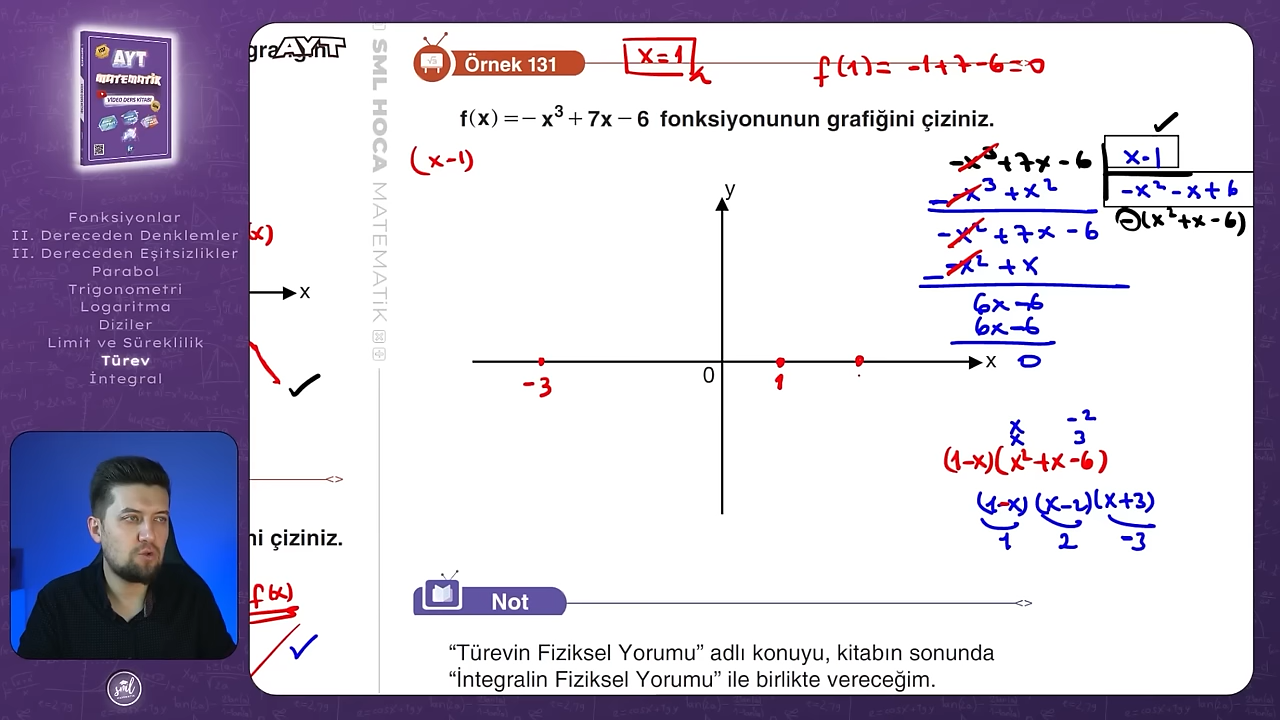 AYT
MATEMATİK
VİDEO DERS KİTABI
Fonksiyonlar
II. Dereceden Denklemler
II. Dereceden Eşitsizlikler
Parabol
Trigonometri
Logaritma
Diziler
Limit ve Süreklilik
Türev
İntegral
sml
AYT
x
ni çiziniz.
f(x)
SML HOCA MATEMATİK
Örnek 131
x=1
f(1) = -1+7-6=0
f(x) = – x³ + 7x – 6 fonksiyonunun grafiğini çiziniz.
(x-1)
-x³+7x-6
x-1
-x³+x²
-x²-x+6
-x²+7x-6
-(x²+x-6)
-x²+x
6x-6
6x-6
0
y
x
0
-3
1
x -2
x 3
(1-x)(x²+x-6)
(1-x)(x-2)(x+3)
1 2 -3
Not
“Türevin Fiziksel Yorumu” adlı konuyu, kitabın sonunda
“İntegralin Fiziksel Yorumu” ile birlikte vereceğim.